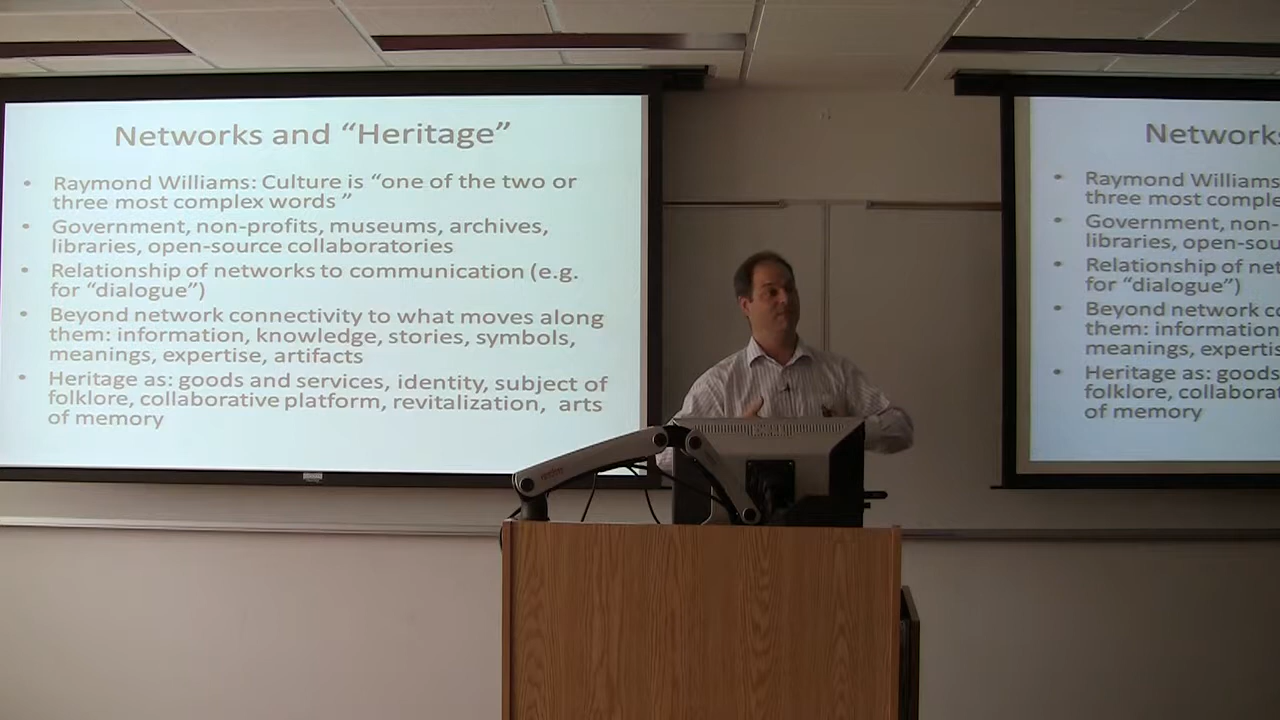 Networks and “Heritage”
• Raymond Williams: Culture is “one of the two or
three most complex words ”
• Government, non-profits, museums, archives,
libraries, open-source collaboratories
• Relationship of networks to communication (e.g.
for “dialogue”)
• Beyond network connectivity to what moves along
them: information, knowledge, stories, symbols,
meanings, expertise, artifacts
• Heritage as: goods and services, identity, subject of
folklore, collaborative platform, revitalization, arts
of memory
Networks
• Raymond Williams
three most comple
• Government, non-
libraries, open-sou
• Relationship of net
for “dialogue”)
• Beyond network co
them: information
meanings, expertis
• Heritage as: goods
folklore, collaborat
of memory